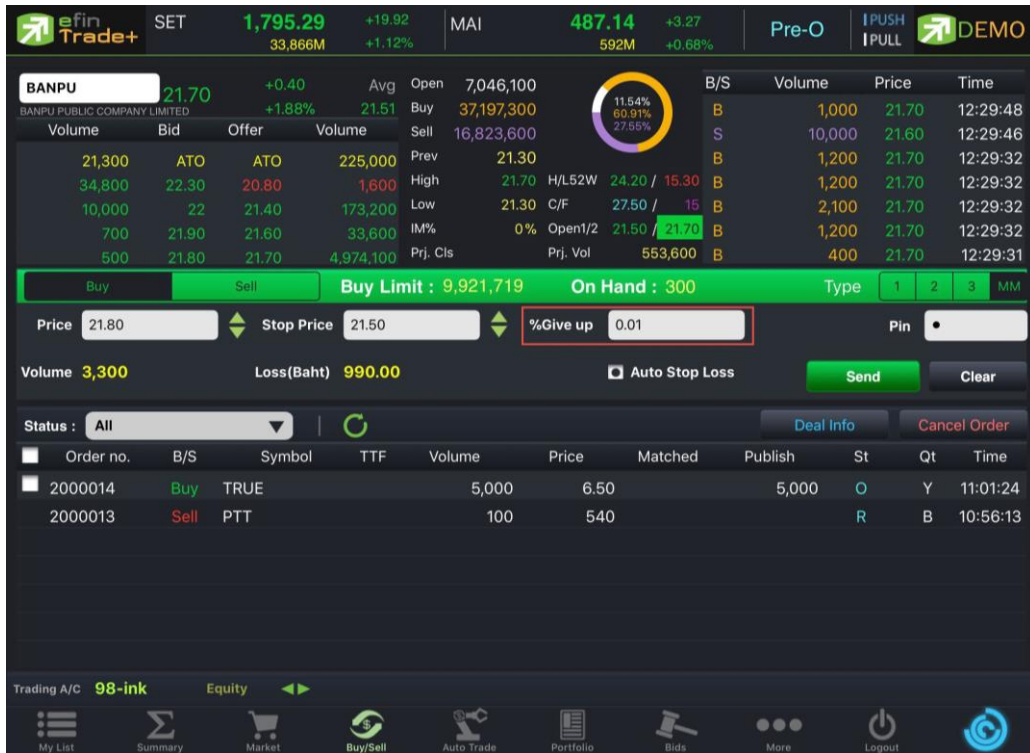 efin Trade+ SET 1,795.29 +19.92 MAI 487.14 +3.27 Pre-O PUSH DEMO
33,866M +1.12% 592M +0.68% PULL
BANPU 21.70 +0.40 Avg
BANPU PUBLIC COMPANY LIMITED +1.88% 21.51
Volume Bid Offer Volume
21,300 ATO ATO 225,000
34,800 22.30 20.80 1,600
10,000 22 21.40 173,200
700 21.90 21.60 33,600
500 21.80 21.70 4,974,100
Open 7,046,100
Buy 37,197,300
Sell 16,823,600
11.54%
60.91%
27.55%
Prev 21.30
High 21.70 H/L52W 24.20 / 15.30
Low 21.30 C/F 27.50 / 15
IM% 0% Open1/2 21.50 / 21.70
Prj. Cls Prj. Vol 553,600
B/S Volume Price Time
B 1,000 21.70 12:29:48
S 10,000 21.60 12:29:46
B 1,200 21.70 12:29:32
B 1,200 21.70 12:29:32
B 2,100 21.70 12:29:32
B 1,200 21.70 12:29:32
B 400 21.70 12:29:31
Buy Sell Buy Limit : 9,921,719 On Hand : 300 Type 1 2 3 MM
Price 21.80 Stop Price 21.50 %Give up 0.01 Pin •
Volume 3,300 Loss(Baht) 990.00 Auto Stop Loss Send Clear
Status : All Deal Info Cancel Order
Order no. B/S Symbol TTF Volume Price Matched Publish St Qt Time
2000014 Buy TRUE 5,000 6.50 5,000 O Y 11:01:24
2000013 Sell PTT 100 540 R B 10:56:13
Trading A/C 98-ink Equity
My List Summary Market Buy/Sell Auto Trade Portfolio Bids More Logout